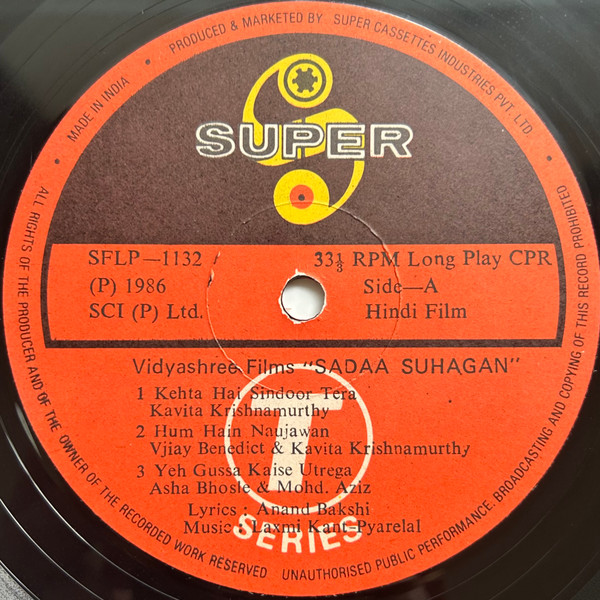 MADE IN INDIA • PRODUCED & MARKETED BY SUPER CASSETTES INDUSTRIES PVT. LTD. •
SUPER
SFLP—1132
33⅓ RPM Long Play CPR
(P) 1986
Side—A
SCI (P) Ltd.
Hindi Film
Vidyashree Films "SADAA SUHAGAN"
1 Kehta Hai Sindoor Tera
Kavita Krishnamurthy
2 Hum Hain Naujawan
Vjiay Benedict & Kavita Krishnamurthy
3 Yeh Gussa Kaise Utrega
Asha Bhosle & Mohd. Aziz
Lyrics : Anand Bakshi
Music : Laxmi Kant-Pyarelal
T
SERIES
ALL RIGHTS OF THE PRODUCER AND OF THE OWNER OF THE RECORDED WORK RESERVED
UNAUTHORISED PUBLIC PERFORMANCE, BROADCASTING AND COPYING OF THIS RECORD PROHIBITED